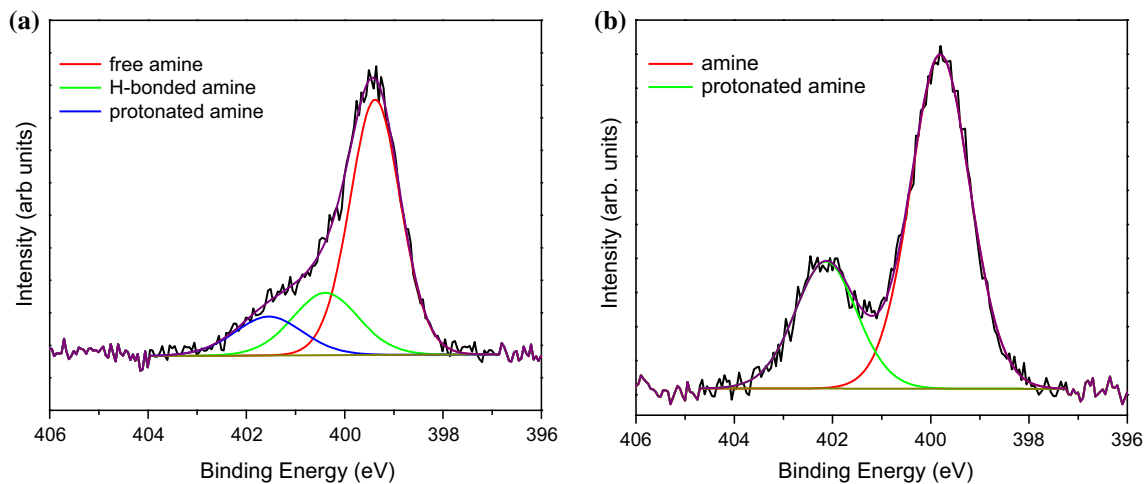 (a)
free amine
H-bonded amine
protonated amine
Intensity (arb units)
406 404 402 400 398 396
Binding Energy (eV)
(b)
amine
protonated amine
Intensity (arb. units)
406 404 402 400 398 396
Binding Energy (eV)